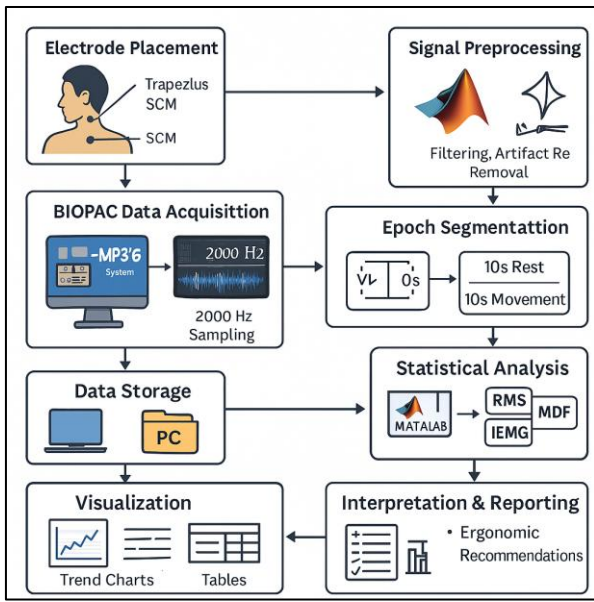 Electrode Placement
Trapezlus
SCM
SCM
Signal Preprocessing
Filtering, Artifact Re
Removal
BIOPAC Data Acquisittion
-MP3'6
System
2000 H2
2000 Hz
Sampling
Epoch Segmentattion
0s
10s Rest
10s Movement
Data Storage
PC
Statistical Analysis
MATALAB
RMS
IEMG
MDF
Visualization
Trend Charts
Tables
Interpretation & Reporting
• Ergonomic
Recommendations